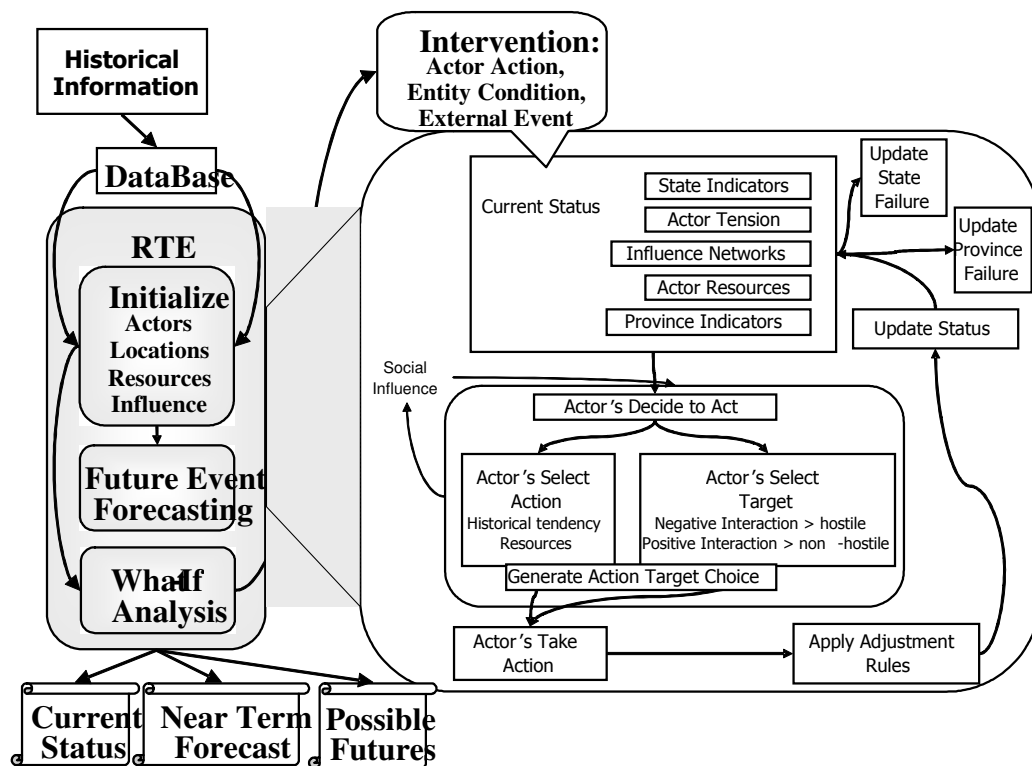 Historical
Information
DataBase
RTE
Initialize
Actors
Locations
Resources
Influence
Future Event
Forecasting
What-If
Analysis
Current
Status
Near Term
Forecast
Possible
Futures
Intervention:
Actor Action,
Entity Condition,
External Event
Current Status
State Indicators
Actor Tension
Influence Networks
Actor Resources
Province Indicators
Update
State
Failure
Update
Province
Failure
Update Status
Social
Influence
Actor's Decide to Act
Actor's Select
Action
Historical tendency
Resources
Actor's Select
Target
Negative Interaction > hostile
Positive Interaction > non -hostile
Generate Action Target Choice
Actor's Take
Action
Apply Adjustment
Rules